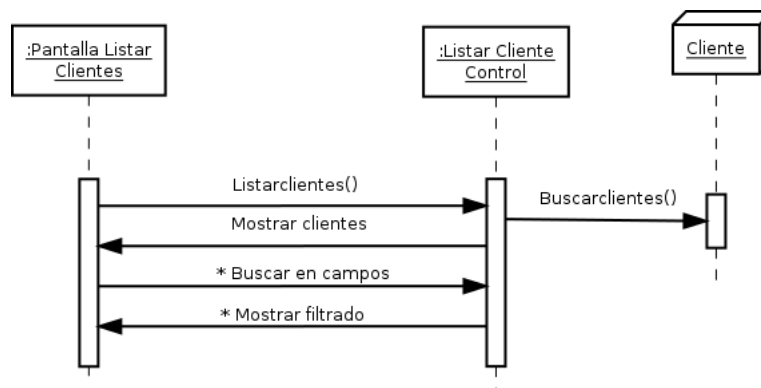 :Pantalla Listar
Clientes
:Listar Cliente
Control
Cliente
Listarclientes()
Buscarclientes()
Mostrar clientes
* Buscar en campos
* Mostrar filtrado